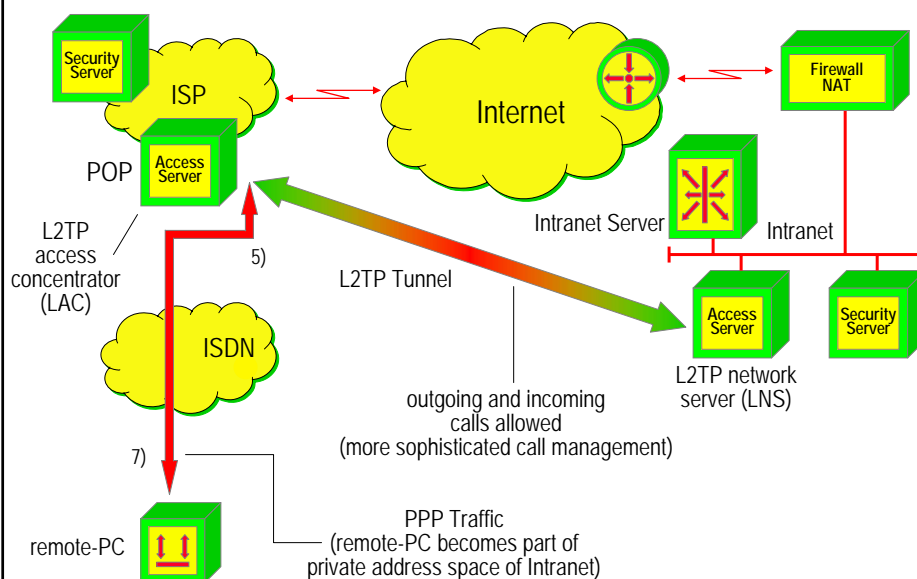 Security
Server
ISP
Internet
Firewall
NAT
POP
Access
Server
L2TP
access
concentrator
(LAC)
5)
L2TP Tunnel
Intranet Server
Intranet
Access
Server
Security
Server
L2TP network
server (LNS)
ISDN
outgoing and incoming
calls allowed
(more sophisticated call management)
7)
remote-PC
PPP Traffic
(remote-PC becomes part of
private address space of Intranet)